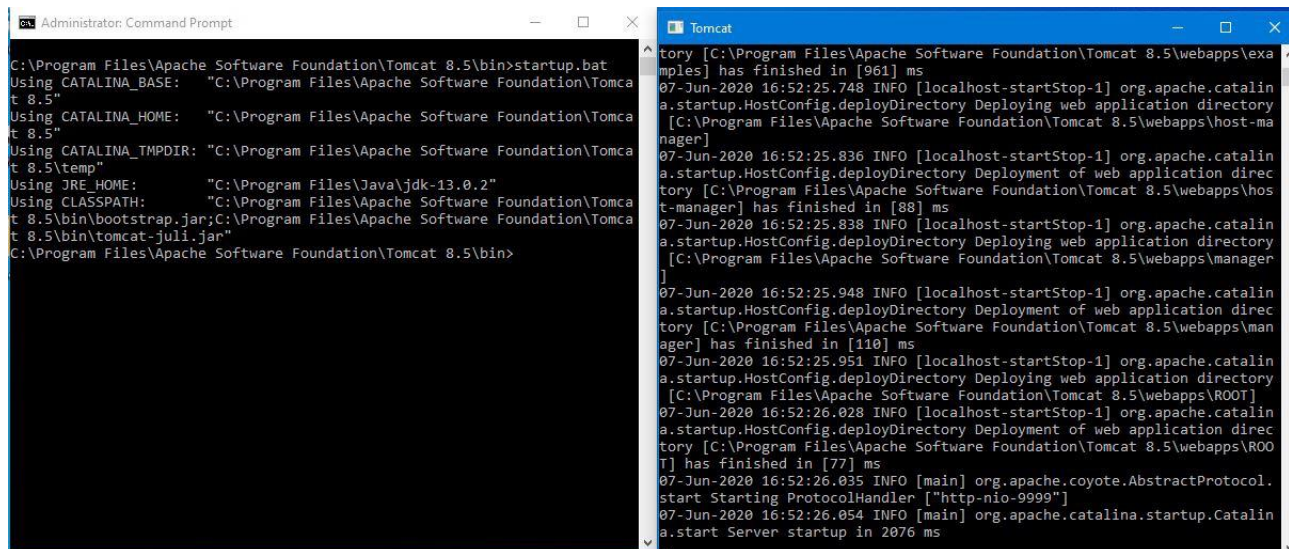 Administrator: Command Prompt
C:\Program Files\Apache Software Foundation\Tomcat 8.5\bin>startup.bat
Using CATALINA_BASE:   "C:\Program Files\Apache Software Foundation\Tomca
t 8.5"
Using CATALINA_HOME:   "C:\Program Files\Apache Software Foundation\Tomca
t 8.5"
Using CATALINA_TMPDIR: "C:\Program Files\Apache Software Foundation\Tomca
t 8.5\temp"
Using JRE_HOME:        "C:\Program Files\Java\jdk-13.0.2"
Using CLASSPATH:       "C:\Program Files\Apache Software Foundation\Tomca
t 8.5\bin\bootstrap.jar;C:\Program Files\Apache Software Foundation\Tomca
t 8.5\bin\tomcat-juli.jar"
C:\Program Files\Apache Software Foundation\Tomcat 8.5\bin>
Tomcat
tory [C:\Program Files\Apache Software Foundation\Tomcat 8.5\webapps\exa
mples] has finished in [961] ms
07-Jun-2020 16:52:25.748 INFO [localhost-startStop-1] org.apache.catalin
a.startup.HostConfig.deployDirectory Deploying web application directory
 [C:\Program Files\Apache Software Foundation\Tomcat 8.5\webapps\host-ma
nager]
07-Jun-2020 16:52:25.836 INFO [localhost-startStop-1] org.apache.catalin
a.startup.HostConfig.deployDirectory Deployment of web application direc
tory [C:\Program Files\Apache Software Foundation\Tomcat 8.5\webapps\hos
t-manager] has finished in [88] ms
07-Jun-2020 16:52:25.838 INFO [localhost-startStop-1] org.apache.catalin
a.startup.HostConfig.deployDirectory Deploying web application directory
 [C:\Program Files\Apache Software Foundation\Tomcat 8.5\webapps\manager
]
07-Jun-2020 16:52:25.948 INFO [localhost-startStop-1] org.apache.catalin
a.startup.HostConfig.deployDirectory Deployment of web application direc
tory [C:\Program Files\Apache Software Foundation\Tomcat 8.5\webapps\man
ager] has finished in [110] ms
07-Jun-2020 16:52:25.951 INFO [localhost-startStop-1] org.apache.catalin
a.startup.HostConfig.deployDirectory Deploying web application directory
 [C:\Program Files\Apache Software Foundation\Tomcat 8.5\webapps\ROOT]
07-Jun-2020 16:52:26.028 INFO [localhost-startStop-1] org.apache.catalin
a.startup.HostConfig.deployDirectory Deployment of web application direc
tory [C:\Program Files\Apache Software Foundation\Tomcat 8.5\webapps\ROO
T] has finished in [77] ms
07-Jun-2020 16:52:26.035 INFO [main] org.apache.coyote.AbstractProtocol.
start Starting ProtocolHandler ["http-nio-9999"]
07-Jun-2020 16:52:26.054 INFO [main] org.apache.catalina.startup.Catalin
a.start Server startup in 2076 ms